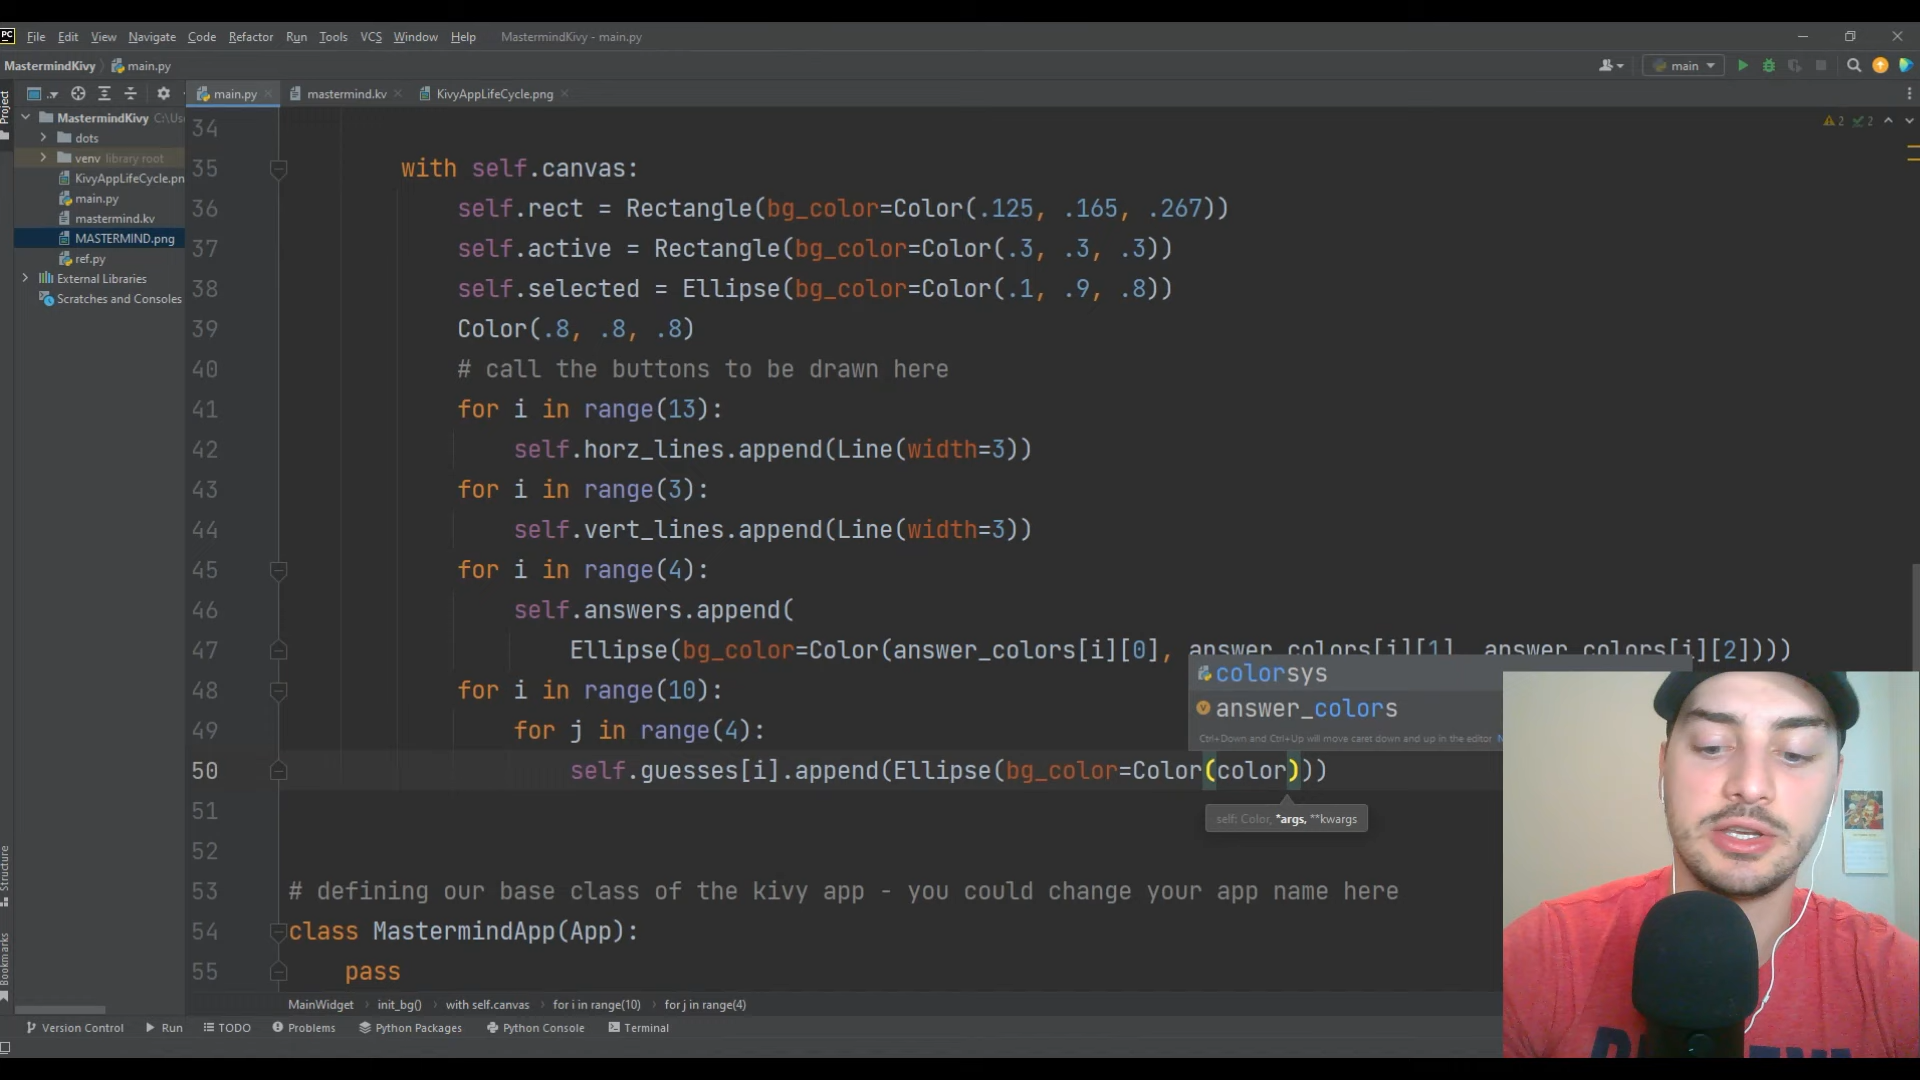 PC File Edit View Navigate Code Refactor Run Tools VCS Window Help MastermindKivy - main.py
MastermindKivy main.py main
main.py mastermind.kv KivyAppLifeCycle.png
Project
MastermindKivy C:\Use
dots
venv library root
KivyAppLifeCycle.pn
main.py
mastermind.kv
MASTERMIND.png
ref.py
External Libraries
Scratches and Consoles
2 2
34
35 with self.canvas:
36 self.rect = Rectangle(bg_color=Color(.125, .165, .267))
37 self.active = Rectangle(bg_color=Color(.3, .3, .3))
38 self.selected = Ellipse(bg_color=Color(.1, .9, .8))
39 Color(.8, .8, .8)
40 # call the buttons to be drawn here
41 for i in range(13):
42 self.horz_lines.append(Line(width=3))
43 for i in range(3):
44 self.vert_lines.append(Line(width=3))
45 for i in range(4):
46 self.answers.append(
47 Ellipse(bg_color=Color(answer_colors[i][0], answer_colors[i][1], answer_colors[i][2])))
48 for i in range(10):
49 for j in range(4):
50 self.guesses[i].append(Ellipse(bg_color=Color(color)))
51
52
53 # defining our base class of the kivy app - you could change your app name here
54 class MastermindApp(App):
55 pass
colorsys
answer_colors
Ctrl+Down and Ctrl+Up will move caret down and up in the editor
self: Color, *args, **kwargs
MainWidget init_bg() with self.canvas for i in range(10) for j in range(4)
Structure
Bookmarks
Version Control Run TODO Problems Python Packages Python Console Terminal